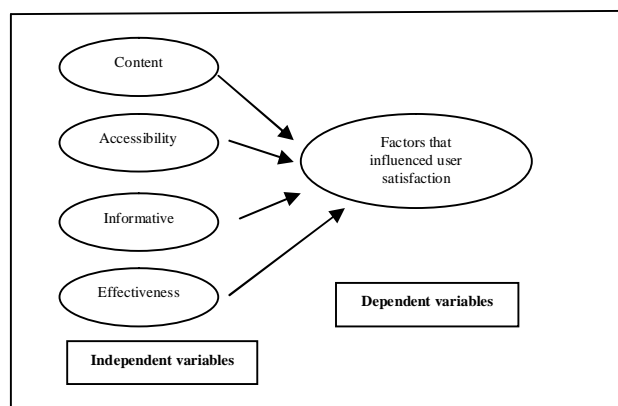 Content
Accessibility
Informative
Effectiveness
Factors that
influenced user
satisfaction
Dependent variables
Independent variables